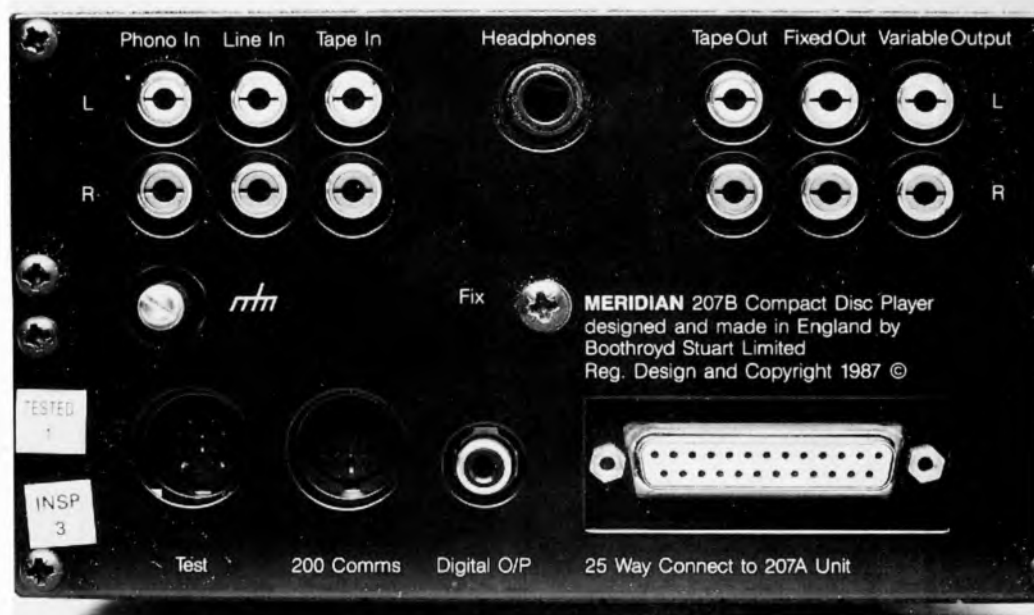 Phono In Line In Tape In Headphones Tape Out Fixed Out Variable Output
L L
R R
Fix
MERIDIAN 207B Compact Disc Player
designed and made in England by
Boothroyd Stuart Limited
Reg. Design and Copyright 1987 ©
TESTED
1
INSP
3
Test 200 Comms Digital O/P 25 Way Connect to 207A Unit